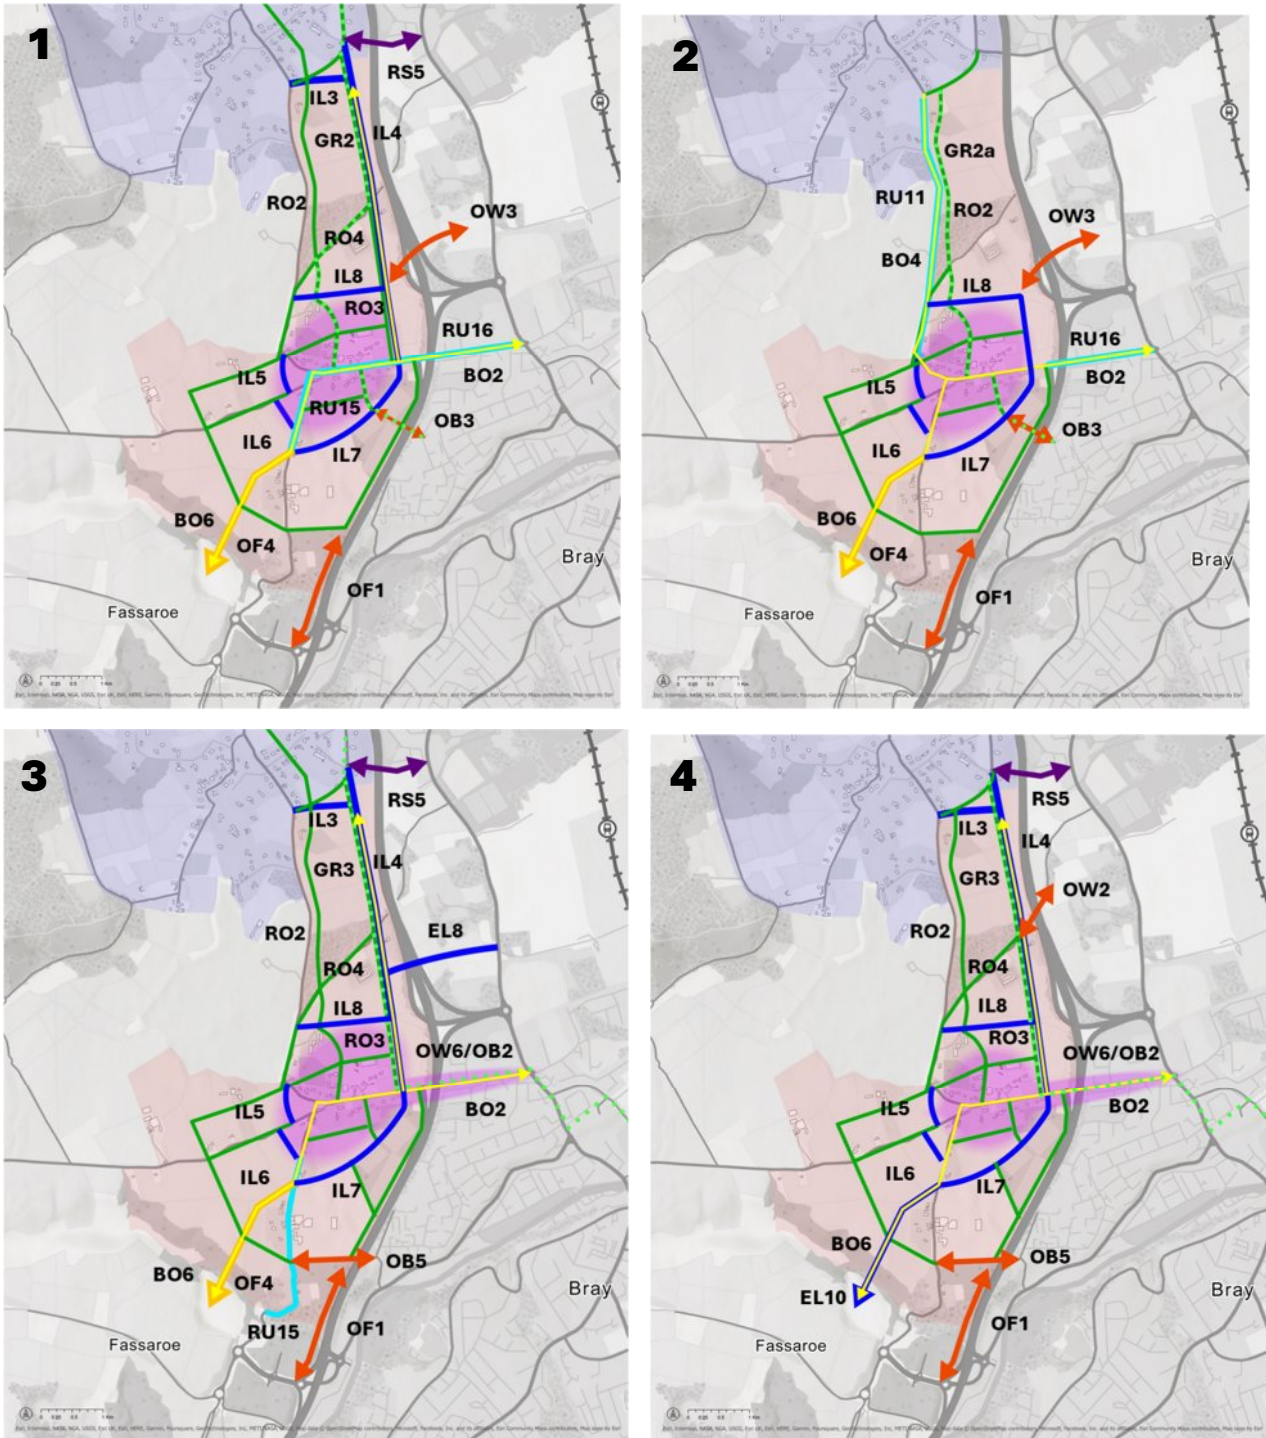 1
RS5
IL3
GR2
IL4
RO2
OW3
RO4
IL8
RO3
RU16
IL5
BO2
RU15
OB3
IL6
IL7
BO6
OF4
Bray
OF1
Fassaroe
2
GR2a
RU11
RO2
OW3
BO4
IL8
RU16
IL5
BO2
OB3
IL6
IL7
BO6
OF4
OF1
Bray
Fassaroe
3
RS5
IL3
GR3
IL4
RO2
EL8
RO4
IL8
RO3
OW6/OB2
IL5
BO2
IL6
IL7
BO6
OF4
OB5
Bray
RU15
OF1
Fassaroe
4
RS5
IL3
IL4
GR3
OW2
RO2
RO4
IL8
RO3
OW6/OB2
IL5
BO2
IL6
IL7
BO6
OB5
EL10
Bray
OF1
Fassaroe